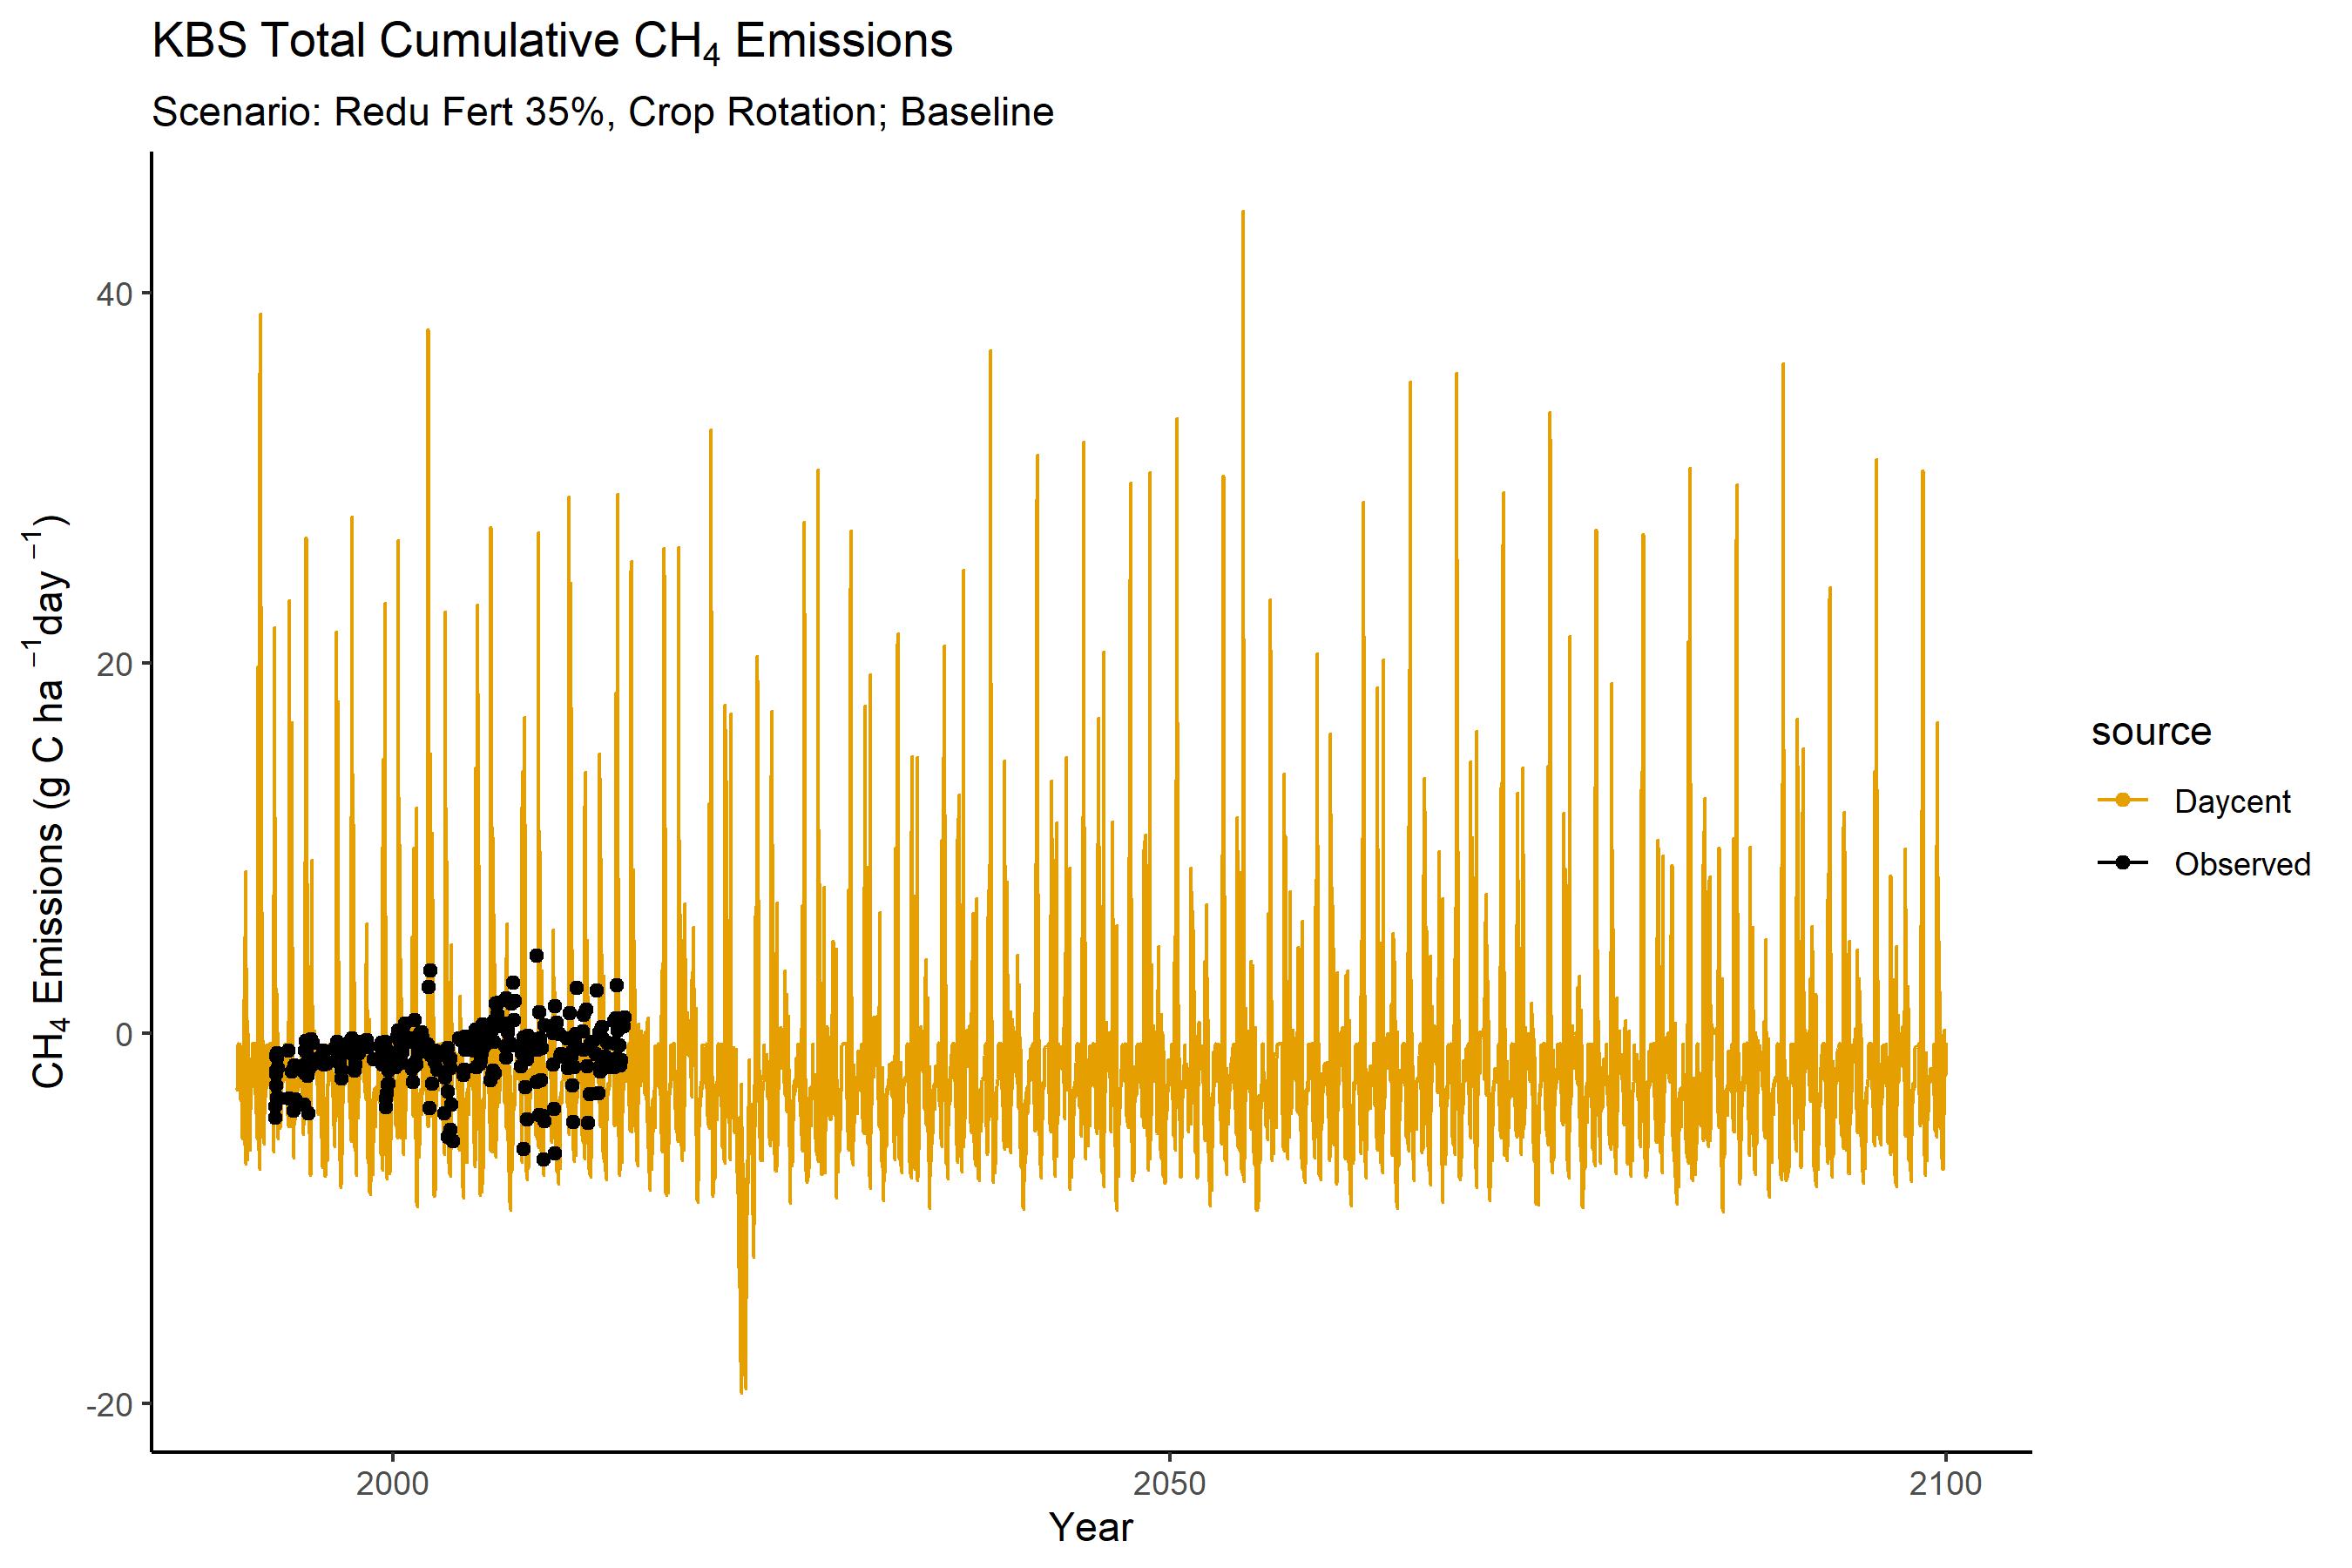 KBS Total Cumulative CH₄ Emissions
Scenario: Redu Fert 35%, Crop Rotation; Baseline
CH₄ Emissions (g C ha ⁻¹day ⁻¹)
40
20
0
-20
2000
2050
2100
Year
source
Daycent
Observed